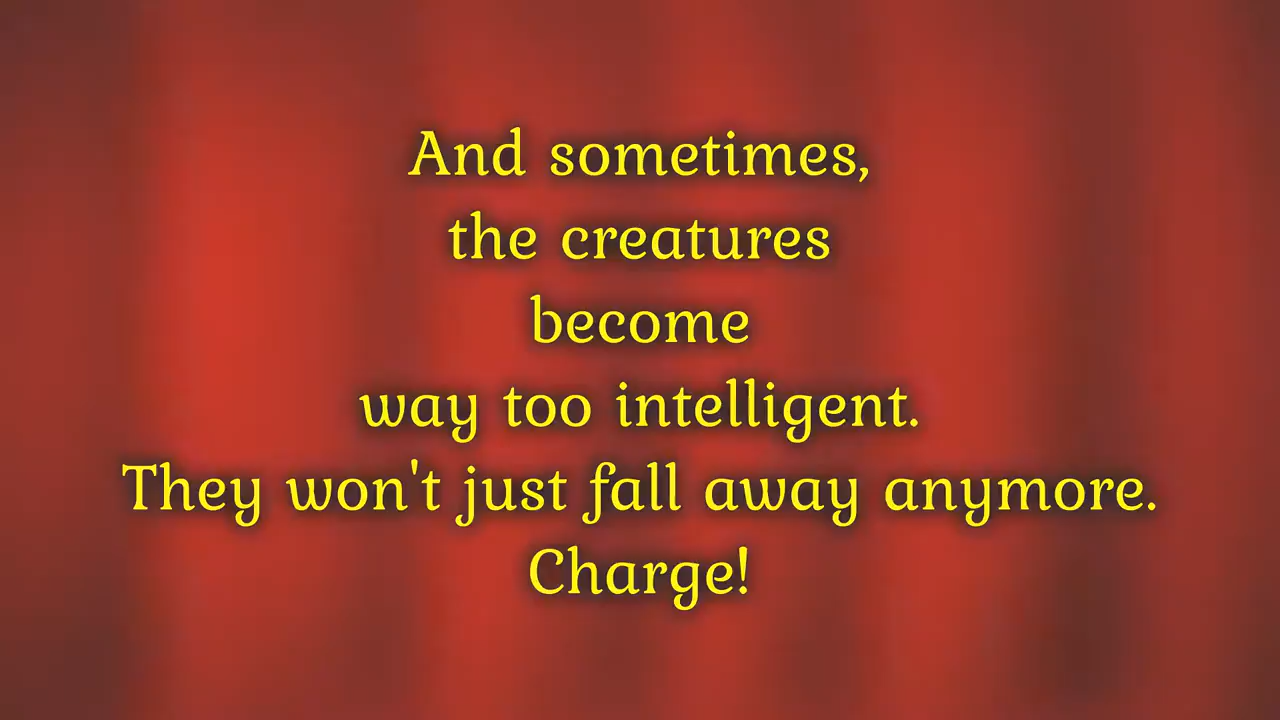 And sometimes,
the creatures
become
way too intelligent.
They won't just fall away anymore.
Charge!